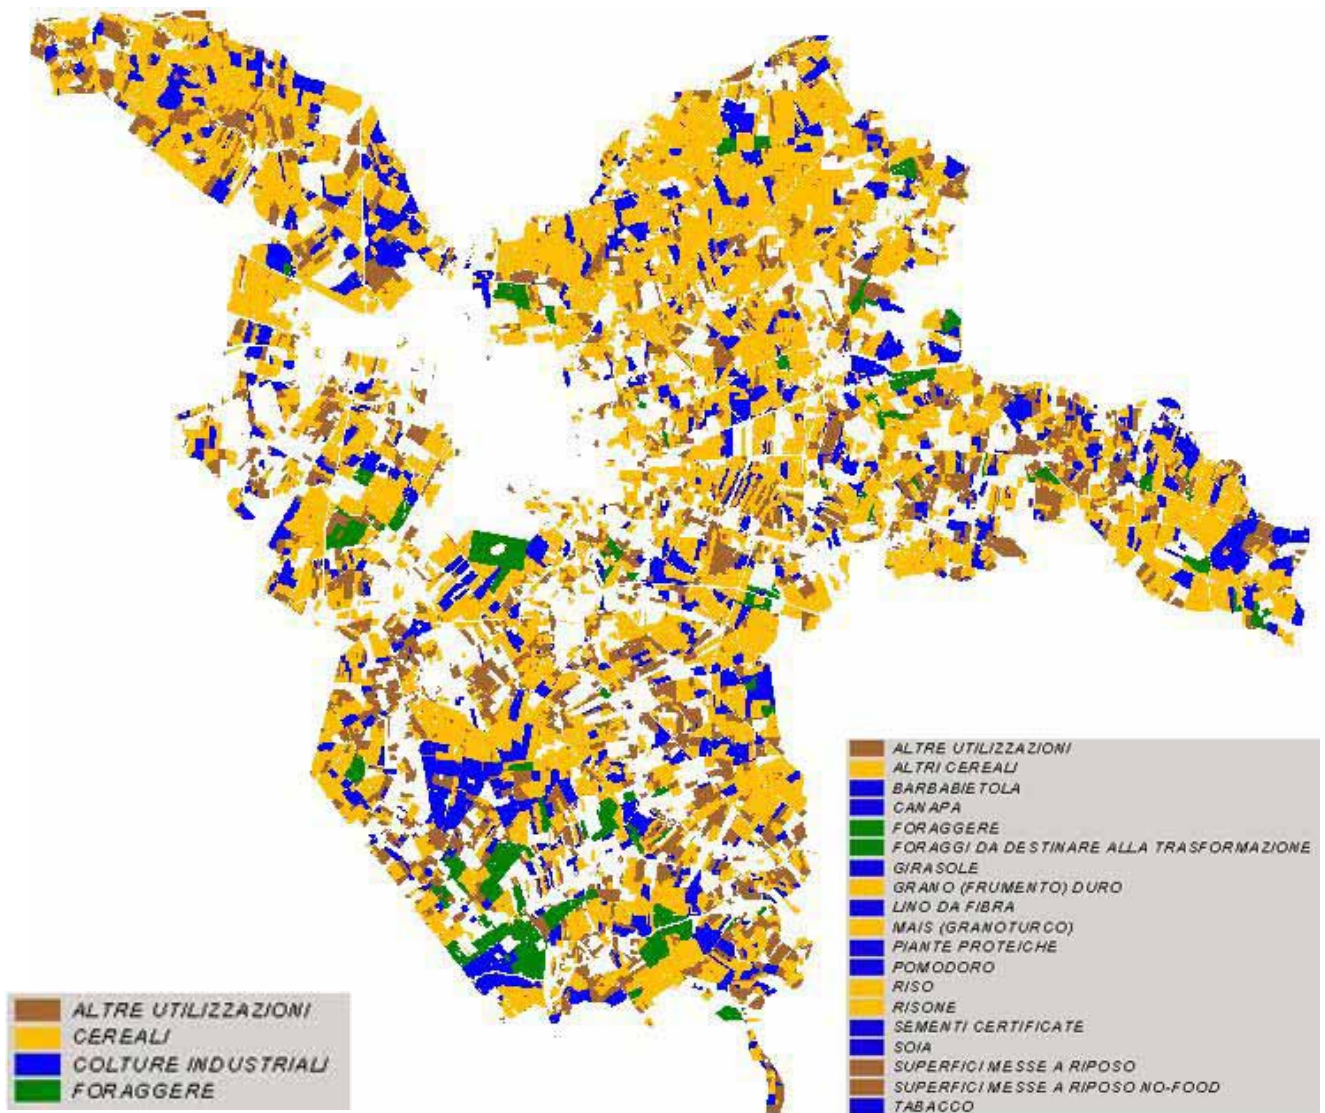 ALTRE UTILIZZAZIONI
CEREALI
COLTURE INDUSTRIALI
FORAGGERE
ALTRE UTILIZZAZIONI
ALTRI CEREALI
BARBABIETOLA
CANAPA
FORAGGERE
FORAGGI DA DESTINARE ALLA TRASFORMAZIONE
GIRASOLE
GRANO (FRUMENTO) DURO
LINO DA FIBRA
MAIS (GRANOTURCO)
PIANTE PROTEICHE
POMODORO
RISO
RISONE
SEMENTI CERTIFICATE
SOIA
SUPERFICI MESSE A RIPOSO
SUPERFICI MESSE A RIPOSO NO-FOOD
TABACCO